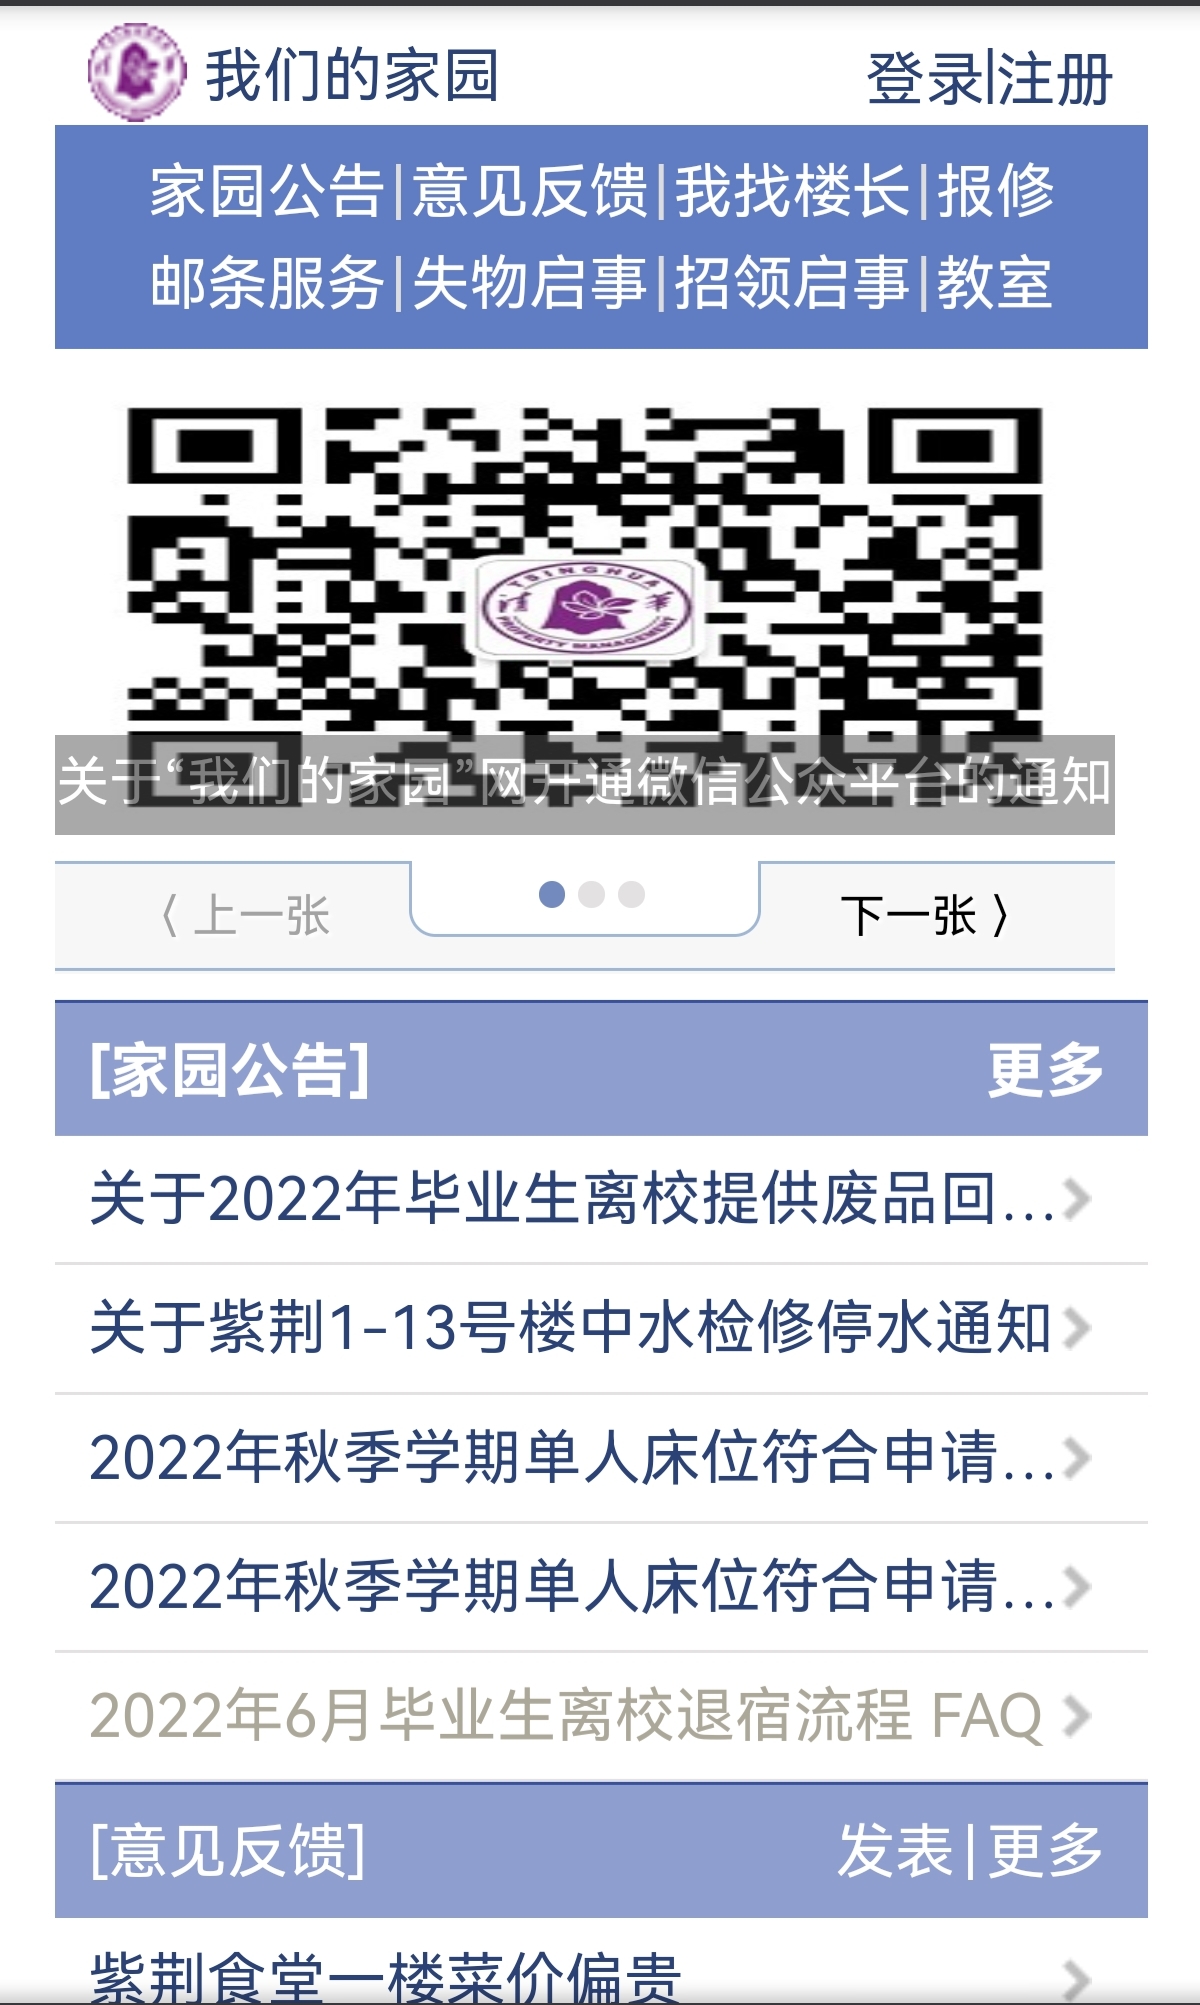 我们的家园 登录|注册
家园公告|意见反馈|我找楼长|报修
邮条服务|失物启事|招领启事|教室
TSINGHUA
PROPERTY MANAGEMENT
关于“我们的家园”网开通微信公众平台的通知
〈 上一张 下一张 〉
[家园公告] 更多
关于2022年毕业生离校提供废品回...
关于紫荆1-13号楼中水检修停水通知
2022年秋季学期单人床位符合申请...
2022年秋季学期单人床位符合申请...
2022年6月毕业生离校退宿流程 FAQ
[意见反馈] 发表|更多
紫荆食堂一楼菜价偏贵